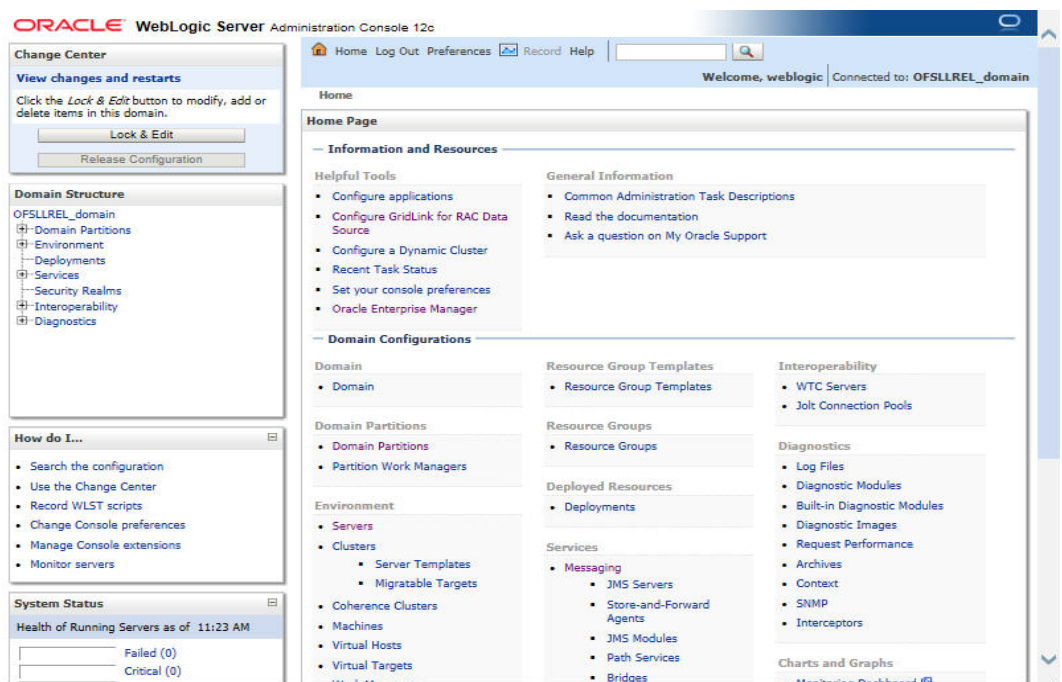 ORACLE WebLogic Server Administration Console 12c
Change Center
View changes and restarts
Click the Lock & Edit button to modify, add or
delete items in this domain.
Lock & Edit
Release Configuration
Domain Structure
OFSLLREL_domain
Domain Partitions
Environment
Deployments
Services
Security Realms
Interoperability
Diagnostics
How do I...
Search the configuration
Use the Change Center
Record WLST scripts
Change Console preferences
Manage Console extensions
Monitor servers
System Status
Health of Running Servers as of 11:23 AM
Failed (0)
Critical (0)
Home Log Out Preferences Record Help
Welcome, weblogic Connected to: OFSLLREL_domain
Home
Home Page
Information and Resources
Helpful Tools
Configure applications
Configure GridLink for RAC Data
Source
Configure a Dynamic Cluster
Recent Task Status
Set your console preferences
Oracle Enterprise Manager
General Information
Common Administration Task Descriptions
Read the documentation
Ask a question on My Oracle Support
Domain Configurations
Domain
Domain
Domain Partitions
Domain Partitions
Partition Work Managers
Environment
Servers
Clusters
Server Templates
Migratable Targets
Coherence Clusters
Machines
Virtual Hosts
Virtual Targets
Resource Group Templates
Resource Group Templates
Resource Groups
Resource Groups
Deployed Resources
Deployments
Services
Messaging
JMS Servers
Store-and-Forward
Agents
JMS Modules
Path Services
Bridges
Interoperability
WTC Servers
Jolt Connection Pools
Diagnostics
Log Files
Diagnostic Modules
Built-in Diagnostic Modules
Diagnostic Images
Request Performance
Archives
Context
SNMP
Interceptors
Charts and Graphs
Monitoring Dashboard